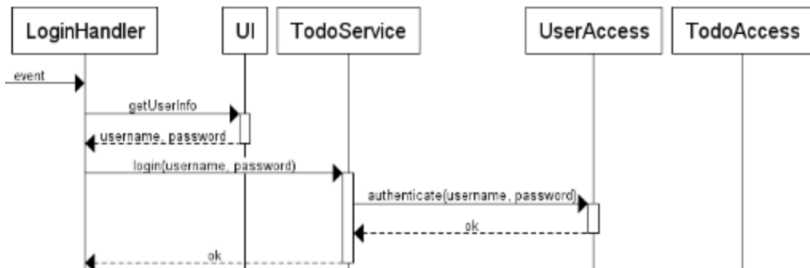 LoginHandler UI TodoService UserAccess TodoAccess
event
getUserInfo
username, password
login(username, password)
authenticate(username, password)
ok
ok